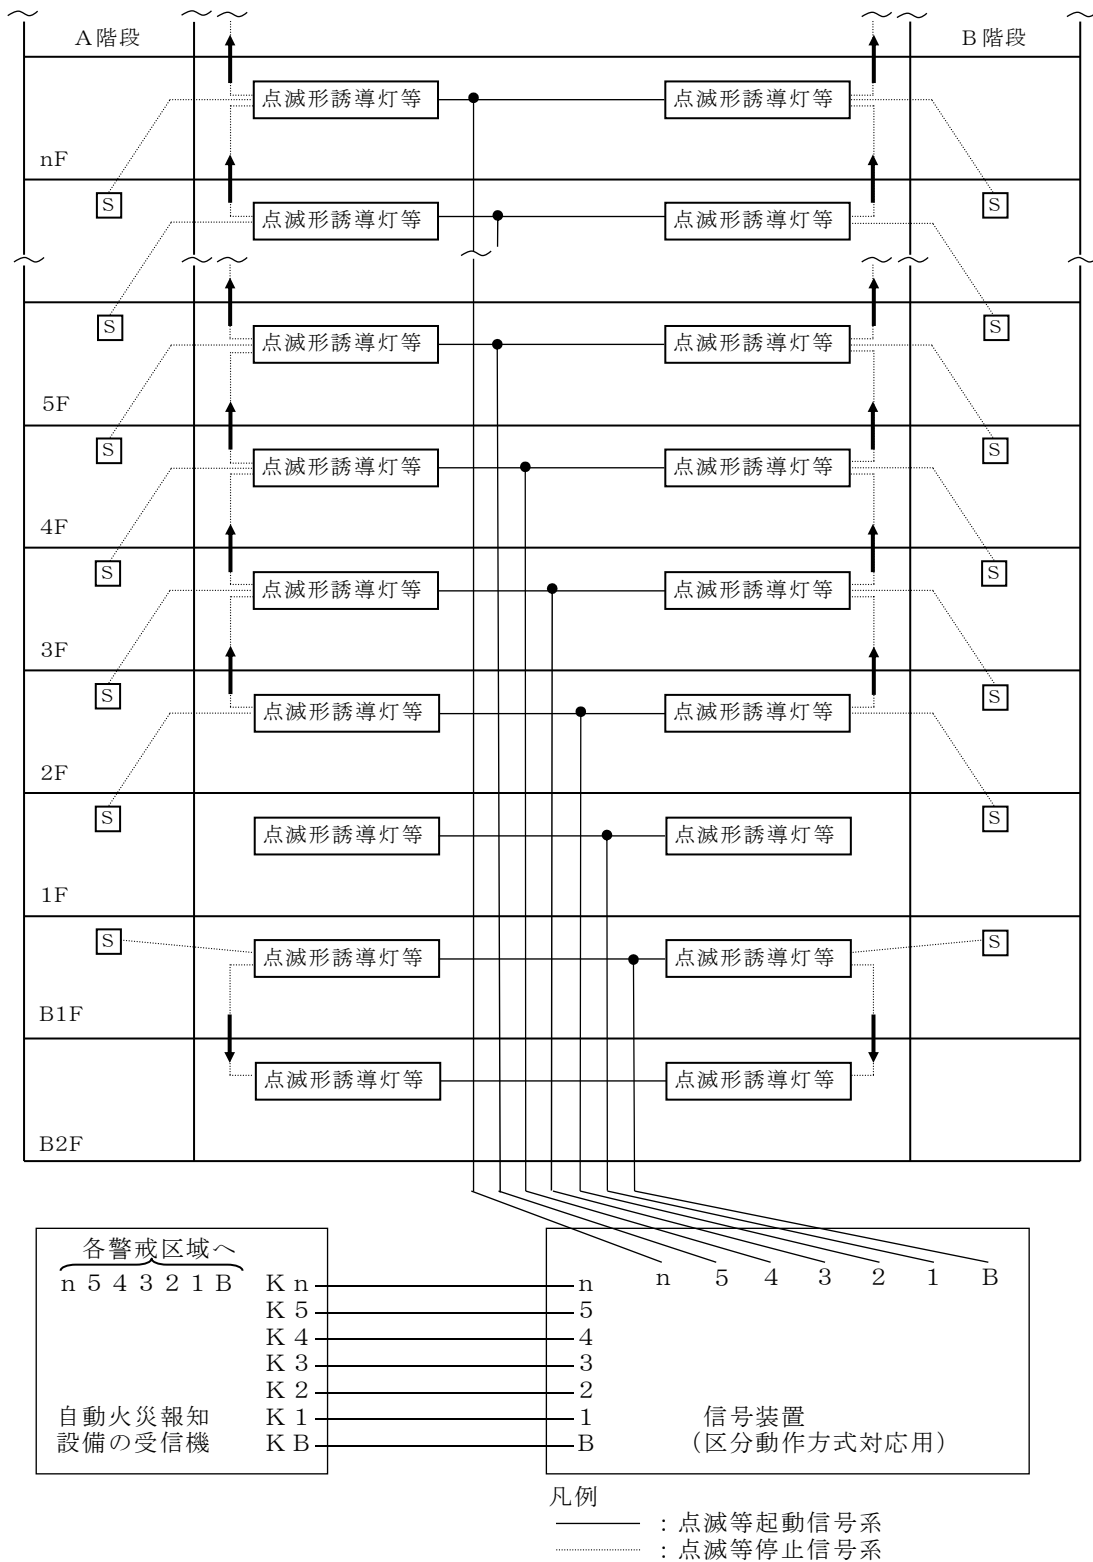 A階段 B階段
点滅形誘導灯等 点滅形誘導灯等
nF
S S
点滅形誘導灯等 点滅形誘導灯等
S S
点滅形誘導灯等 点滅形誘導灯等
5F
S S
点滅形誘導灯等 点滅形誘導灯等
4F
S S
点滅形誘導灯等 点滅形誘導灯等
3F
S S
点滅形誘導灯等 点滅形誘導灯等
2F
S S
点滅形誘導灯等 点滅形誘導灯等
1F
S S
点滅形誘導灯等 点滅形誘導灯等
B1F
点滅形誘導灯等 点滅形誘導灯等
B2F
各警戒区域へ
n 5 4 3 2 1 B
K n
K 5
K 4
K 3
K 2
K 1
K B
自動火災報知
設備の受信機
n 5 4 3 2 1 B
n
5
4
3
2
1
B
信号装置
(区分動作方式対応用)
凡例
：点滅等起動信号系
：点滅等停止信号系